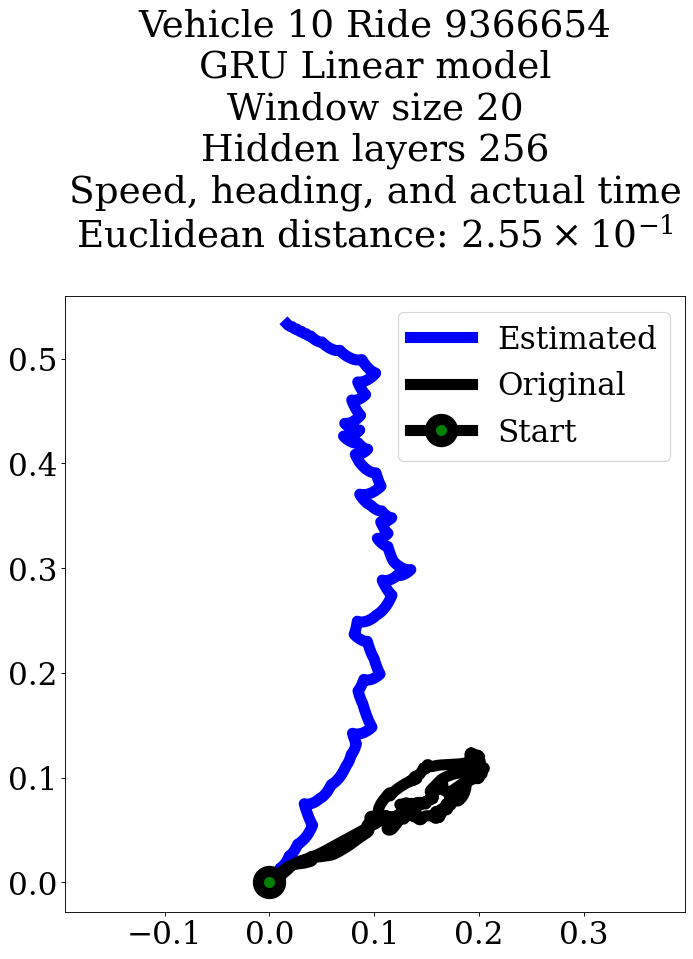 Vehicle 10 Ride 9366654
GRU Linear model
Window size 20
Hidden layers 256
Speed, heading, and actual time
Euclidean distance: 2.55 × 10⁻¹
Estimated
Original
Start
0.5
0.4
0.3
0.2
0.1
0.0
−0.1 0.0 0.1 0.2 0.3